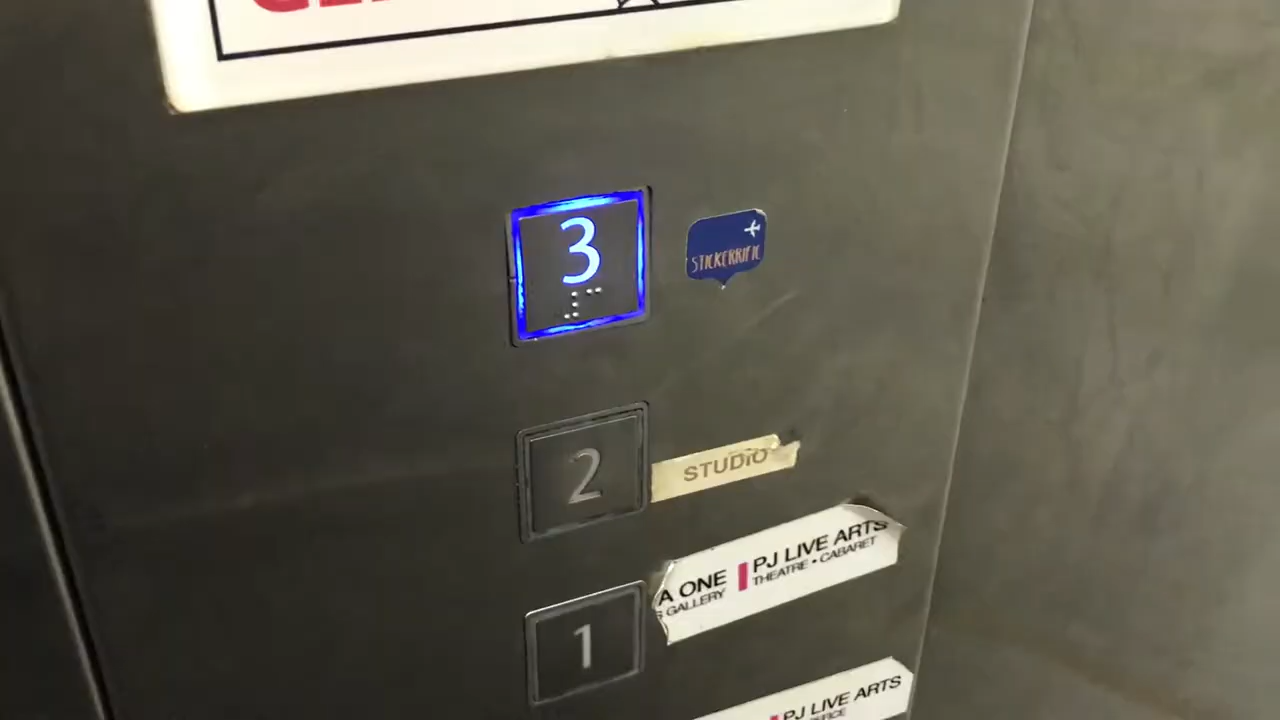 3
STICKERRIFIC
2
STUDIO
A ONE
GALLERY
PJ LIVE ARTS
THEATRE • CABARET
1
PJ LIVE ARTS